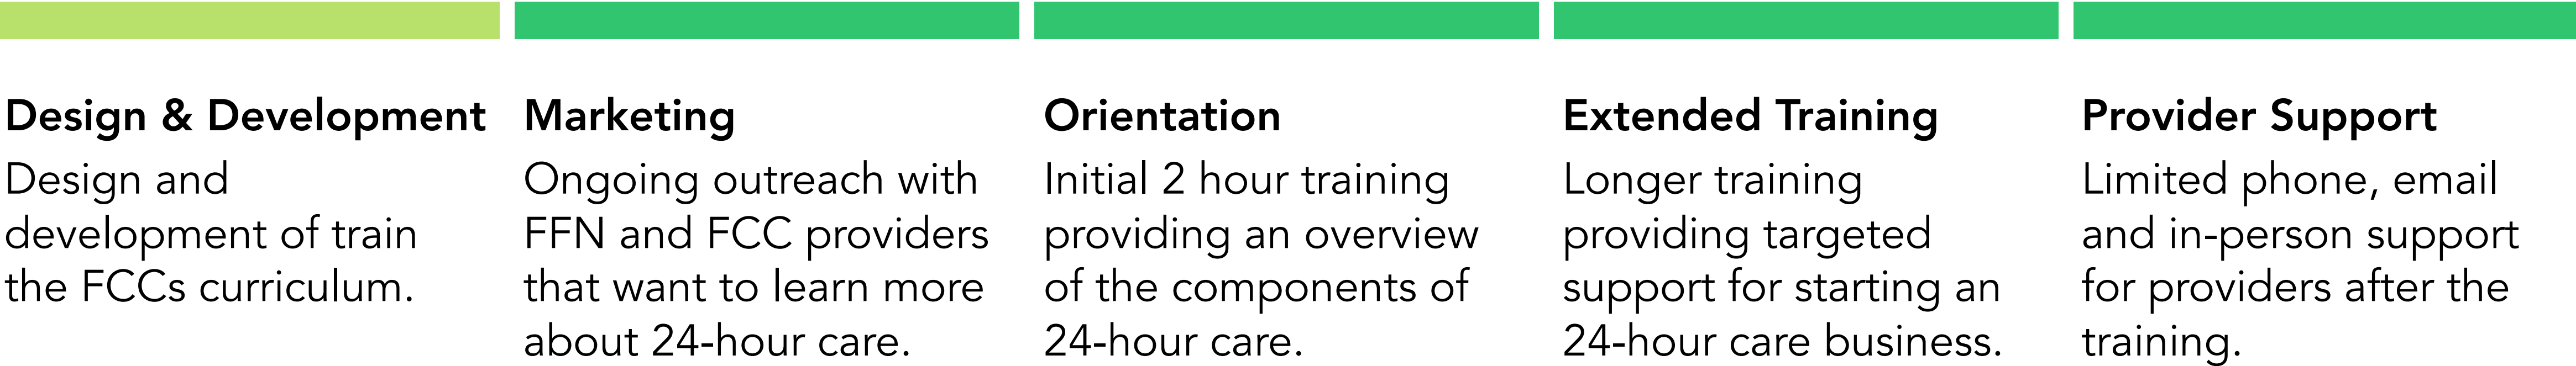 Design & Development
Design and
development of train
the FCCs curriculum.
Marketing
Ongoing outreach with
FFN and FCC providers
that want to learn more
about 24-hour care.
Orientation
Initial 2 hour training
providing an overview
of the components of
24-hour care.
Extended Training
Longer training
providing targeted
support for starting an
24-hour care business.
Provider Support
Limited phone, email
and in-person support
for providers after the
training.